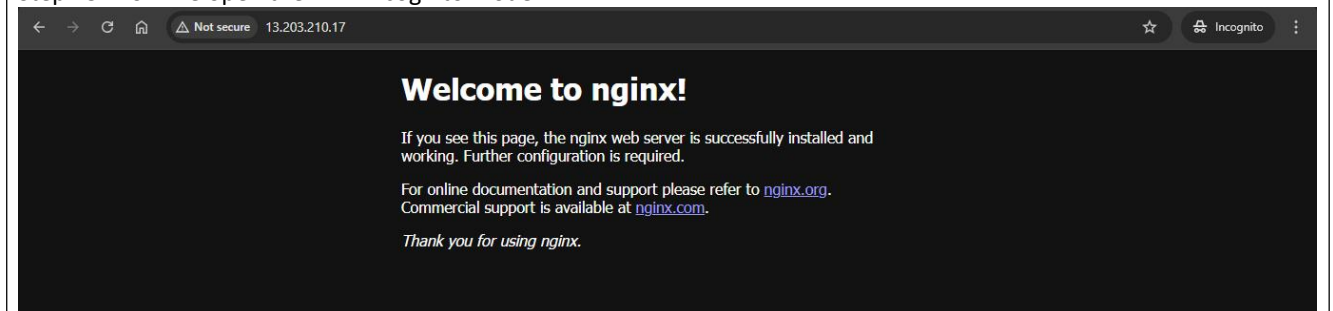 Not secure 13.203.210.17 Incognito
Welcome to nginx!
If you see this page, the nginx web server is successfully installed and
working. Further configuration is required.
For online documentation and support please refer to nginx.org.
Commercial support is available at nginx.com.
Thank you for using nginx.